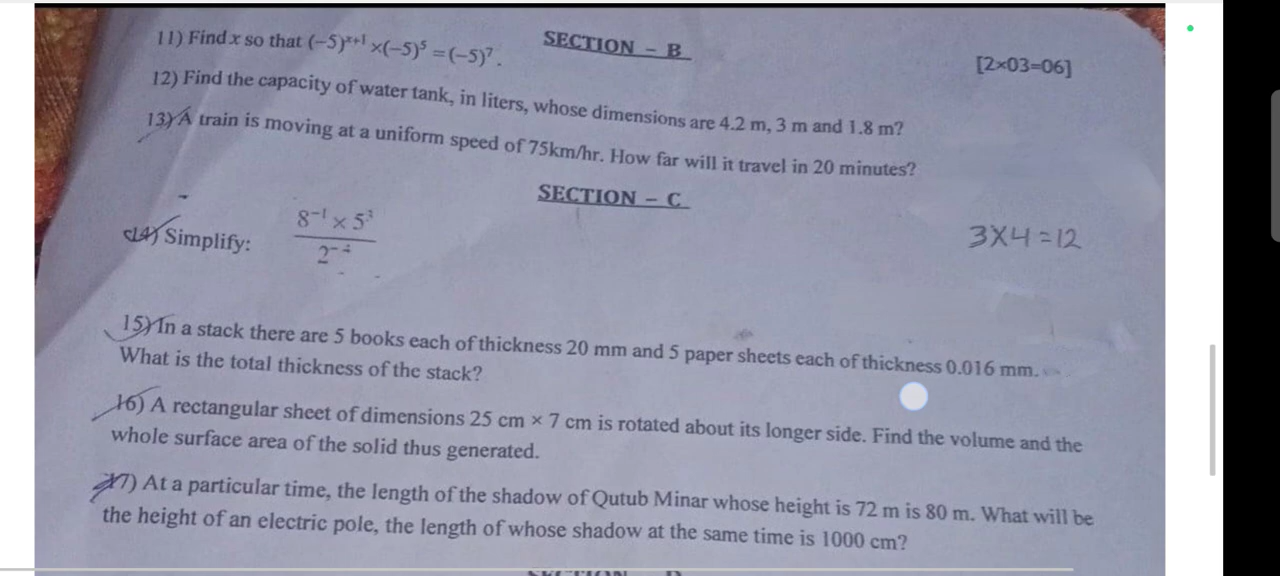 SECTION – B
11) Find x so that (−5)ˣ⁺¹ ×(−5)⁵ = (−5)⁷.
[2×03=06]
12) Find the capacity of water tank, in liters, whose dimensions are 4.2 m, 3 m and 1.8 m?
13) A train is moving at a uniform speed of 75km/hr. How far will it travel in 20 minutes?
SECTION – C
3X4=12
14) Simplify: 8⁻¹ × 5³
2⁻
15) In a stack there are 5 books each of thickness 20 mm and 5 paper sheets each of thickness 0.016 mm.
What is the total thickness of the stack?
16) A rectangular sheet of dimensions 25 cm × 7 cm is rotated about its longer side. Find the volume and the
whole surface area of the solid thus generated.
17) At a particular time, the length of the shadow of Qutub Minar whose height is 72 m is 80 m. What will be
the height of an electric pole, the length of whose shadow at the same time is 1000 cm?